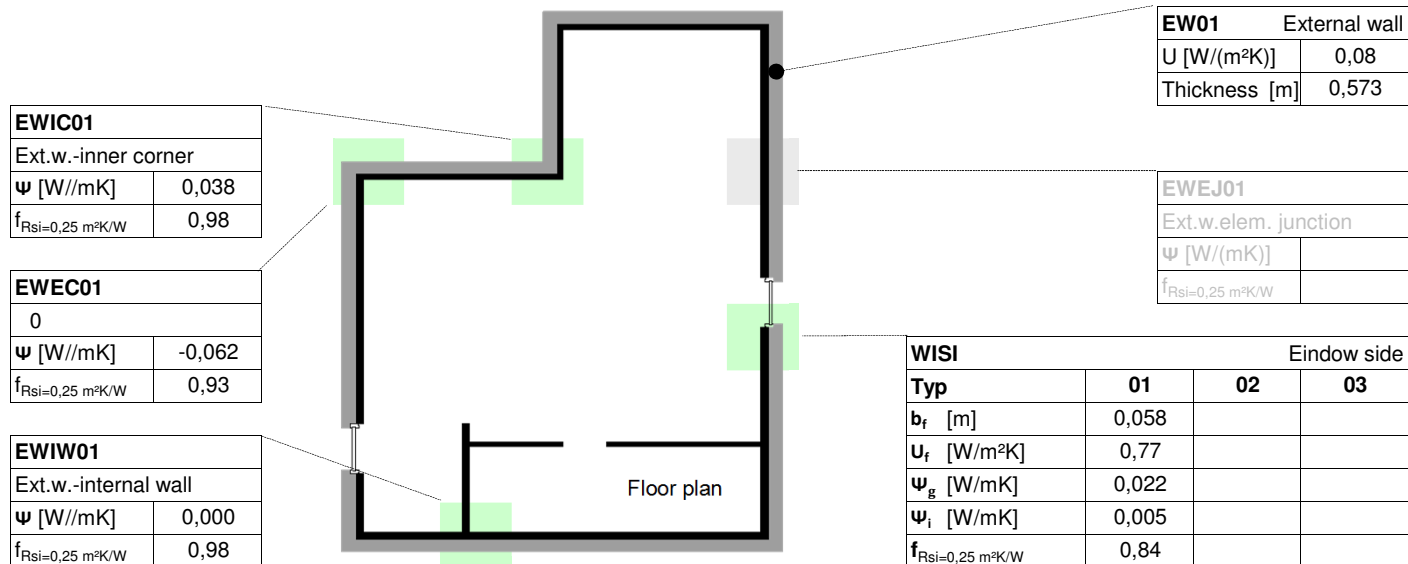 EW01 External wall
U [W/(m²K)] 0,08
Thickness [m] 0,573
EWIC01
Ext.w.-inner corner
Ψ [W//mK] 0,038
fRsi=0,25 m²K/W 0,98
EWEJ01
Ext.w.elem. junction
Ψ [W/(mK)]
fRsi=0,25 m²K/W
EWEC01
0
Ψ [W//mK] -0,062
fRsi=0,25 m²K/W 0,93
WISI Eindow side
Typ 01 02 03
bf [m] 0,058
Uf [W/m²K] 0,77
Ψg [W/mK] 0,022
Ψi [W/mK] 0,005
fRsi=0,25 m²K/W 0,84
EWIW01
Ext.w.-internal wall
Ψ [W//mK] 0,000
fRsi=0,25 m²K/W 0,98
Floor plan